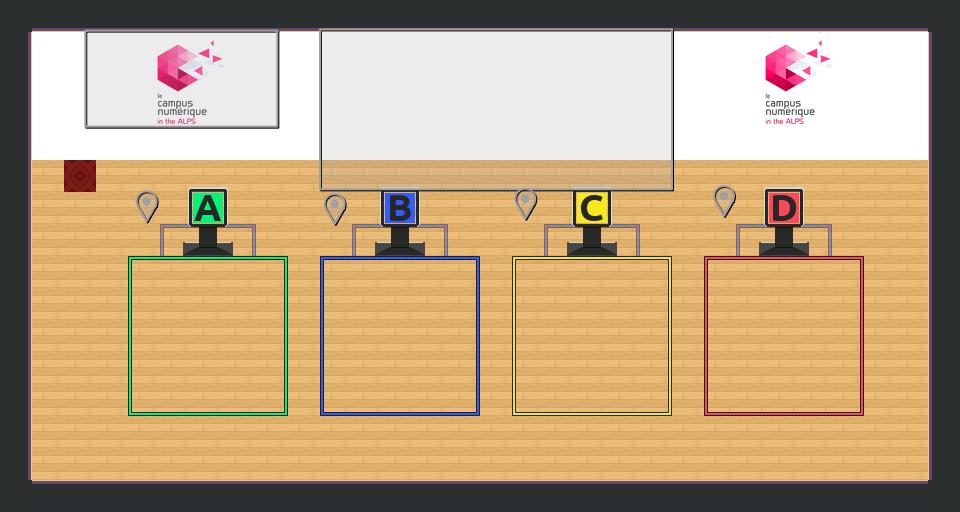 le
campus
numérique
in the ALPS
le
campus
numérique
in the ALPS
A
B
C
D